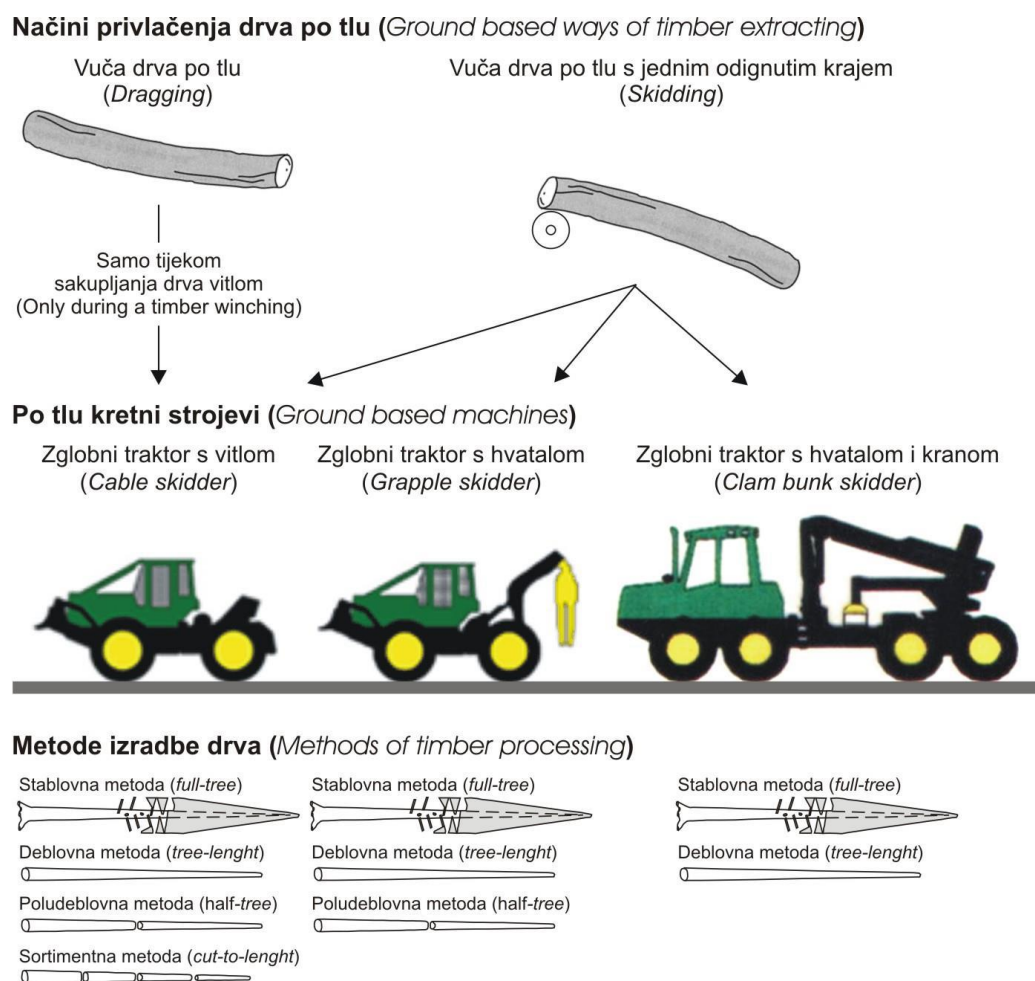 Načini privlačenja drva po tlu (Ground based ways of timber extracting)
Vuča drva po tlu
(Dragging)
Vuča drva po tlu s jednim odignutim krajem
(Skidding)
Samo tijekom
sakupljanja drva vitlom
(Only during a timber winching)
Po tlu kretni strojevi (Ground based machines)
Zglobni traktor s vitlom
(Cable skidder)
Zglobni traktor s hvatalom
(Grapple skidder)
Zglobni traktor s hvatalom i kranom
(Clam bunk skidder)
Metode izradbe drva (Methods of timber processing)
Stablovna metoda (full-tree)
Deblovna metoda (tree-lenght)
Poludeblovna metoda (half-tree)
Sortimentna metoda (cut-to-lenght)
Stablovna metoda (full-tree)
Deblovna metoda (tree-lenght)
Poludeblovna metoda (half-tree)
Stablovna metoda (full-tree)
Deblovna metoda (tree-lenght)